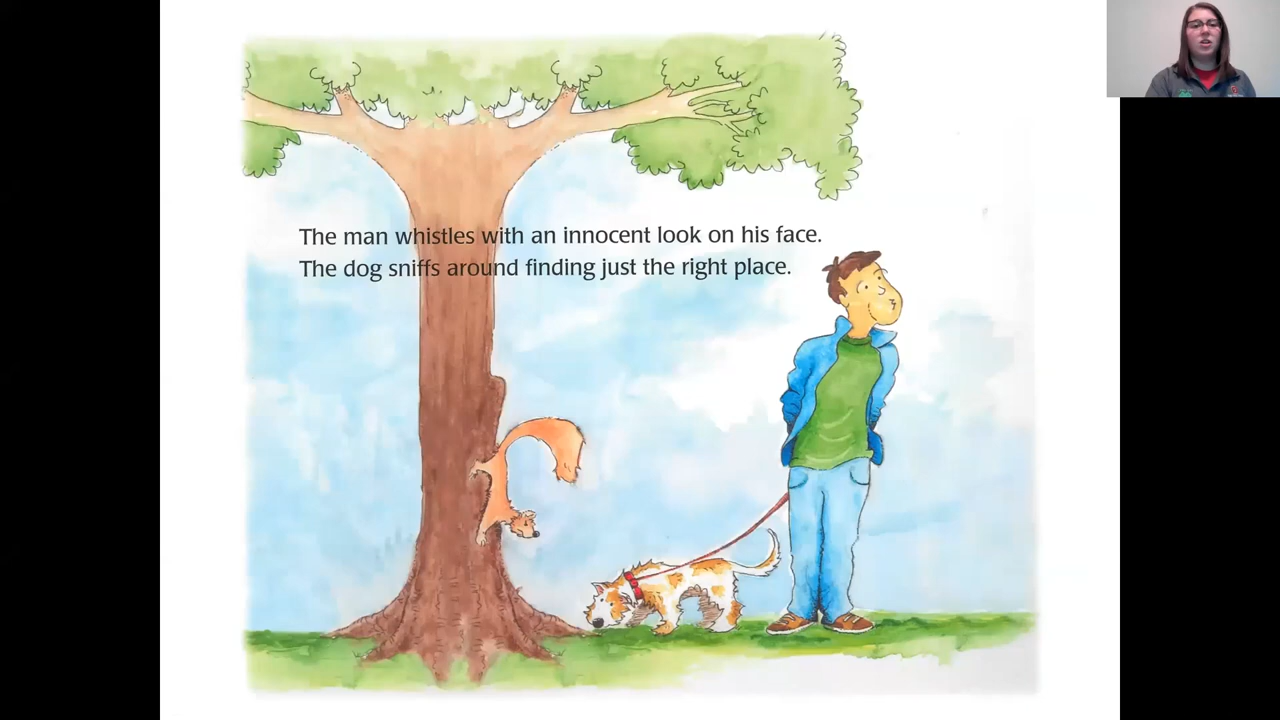 The man whistles with an innocent look on his face.
The dog sniffs around finding just the right place.